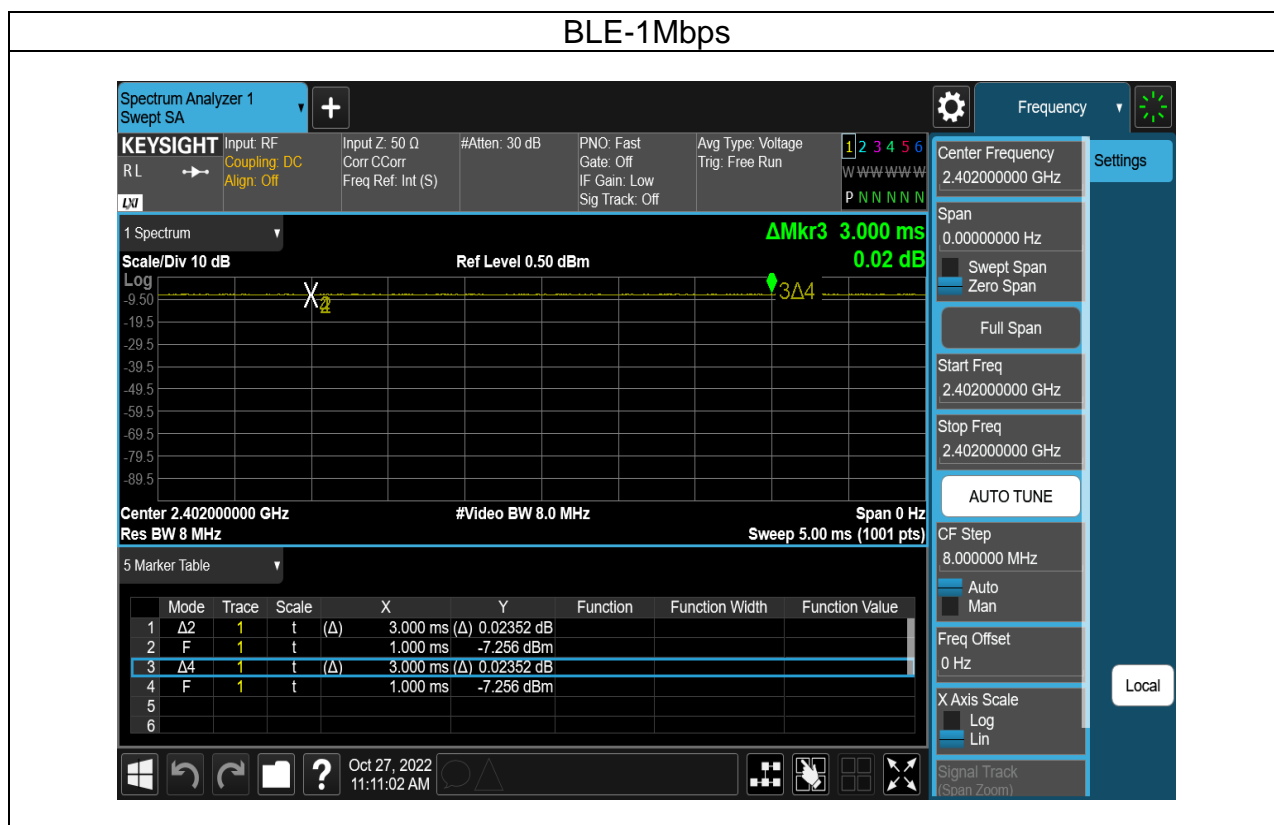 BLE-1Mbps
Spectrum Analyzer 1
Swept SA
Frequency
KEYSIGHT
R L
LXI
Input: RF
Coupling: DC
Align: Off
Input Z: 50 Ω
Corr CCorr
Freq Ref: Int (S)
#Atten: 30 dB
PNO: Fast
Gate: Off
IF Gain: Low
Sig Track: Off
Avg Type: Voltage
Trig: Free Run
1 2 3 4 5 6
W W W W W W
P N N N N N
1 Spectrum
ΔMkr3 3.000 ms
0.02 dB
Scale/Div 10 dB
Ref Level 0.50 dBm
Log
3Δ4
-9.50
-19.5
-29.5
-39.5
-49.5
-59.5
-69.5
-79.5
-89.5
Center 2.402000000 GHz #Video BW 8.0 MHz Span 0 Hz
Res BW 8 MHz Sweep 5.00 ms (1001 pts)
5 Marker Table
Mode Trace Scale X Y Function Function Width Function Value
1 Δ2 1 t (Δ) 3.000 ms (Δ) 0.02352 dB
2 F 1 t 1.000 ms -7.256 dBm
3 Δ4 1 t (Δ) 3.000 ms (Δ) 0.02352 dB
4 F 1 t 1.000 ms -7.256 dBm
5
6
?
Oct 27, 2022
11:11:02 AM
Center Frequency
2.402000000 GHz
Span
0.00000000 Hz
Swept Span
Zero Span
Full Span
Start Freq
2.402000000 GHz
Stop Freq
2.402000000 GHz
AUTO TUNE
CF Step
8.000000 MHz
Auto
Man
Freq Offset
0 Hz
X Axis Scale
Log
Lin
Signal Track
(Span Zoom)
Settings
Local